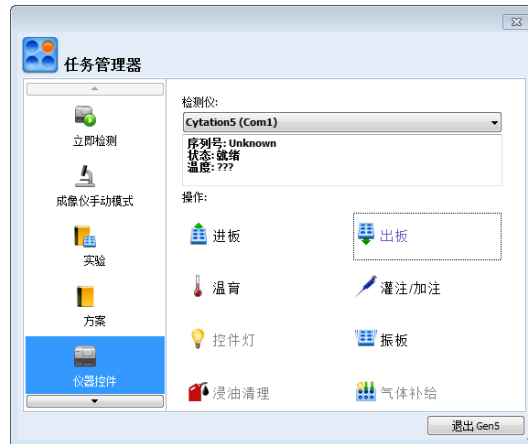 任务管理器
立即检测
成像仪手动模式
实验
方案
仪器控件
检测仪:
Cytation5 (Com1)
序列号: Unknown
状态: 就绪
温度: ???
操作:
进板
出板
温育
灌注/加注
控件灯
振板
浸油清理
气体补给
退出 Gen5